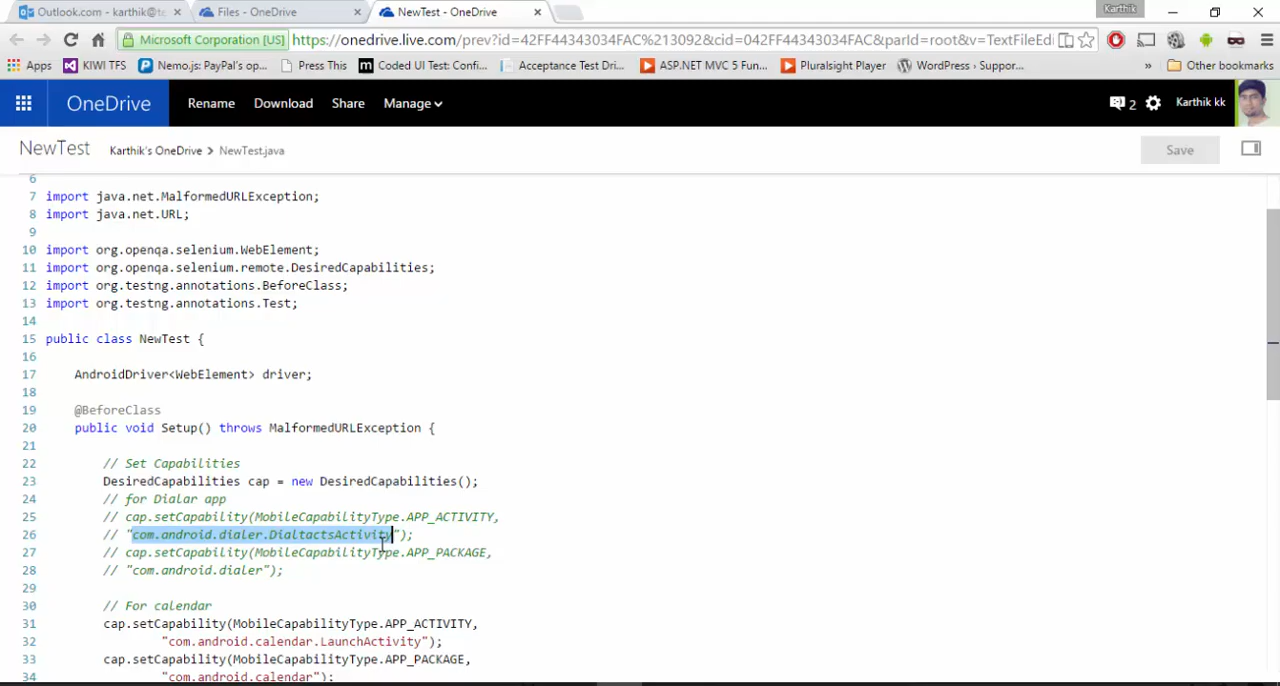 Outlook.com - karthik@te
Files - OneDrive
NewTest - OneDrive
Karthik
Microsoft Corporation [US]
https://onedrive.live.com/prev?id=42FF44343034FAC%213092&cid=042FF44343034FAC&parId=root&v=TextFileEdi
Apps
KIWI TFS
Nemo.js: PayPal's op...
Press This
Coded UI Test: Confi...
Acceptance Test Dri...
ASP.NET MVC 5 Fun...
Pluralsight Player
WordPress › Suppor...
»
Other bookmarks
OneDrive
Rename
Download
Share
Manage
2
Karthik kk
NewTest
Karthik's OneDrive > NewTest.java
Save
6
7 import java.net.MalformedURLException;
8 import java.net.URL;
9
10 import org.openqa.selenium.WebElement;
11 import org.openqa.selenium.remote.DesiredCapabilities;
12 import org.testng.annotations.BeforeClass;
13 import org.testng.annotations.Test;
14
15 public class NewTest {
16
17 AndroidDriver<WebElement> driver;
18
19 @BeforeClass
20 public void Setup() throws MalformedURLException {
21
22 // Set Capabilities
23 DesiredCapabilities cap = new DesiredCapabilities();
24 // for Dialar app
25 // cap.setCapability(MobileCapabilityType.APP_ACTIVITY,
26 // "com.android.dialer.DialtactsActivity");
27 // cap.setCapability(MobileCapabilityType.APP_PACKAGE,
28 // "com.android.dialer");
29
30 // For calendar
31 cap.setCapability(MobileCapabilityType.APP_ACTIVITY,
32 "com.android.calendar.LaunchActivity");
33 cap.setCapability(MobileCapabilityType.APP_PACKAGE,
34 "com.android.calendar");